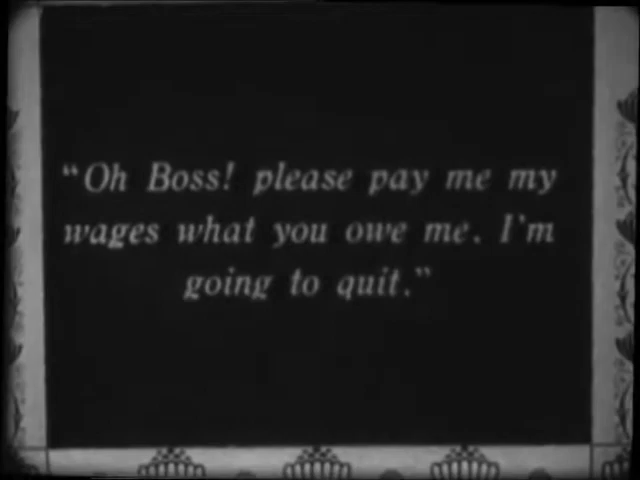 “Oh Boss! please pay me my
wages what you owe me. I'm
going to quit.”